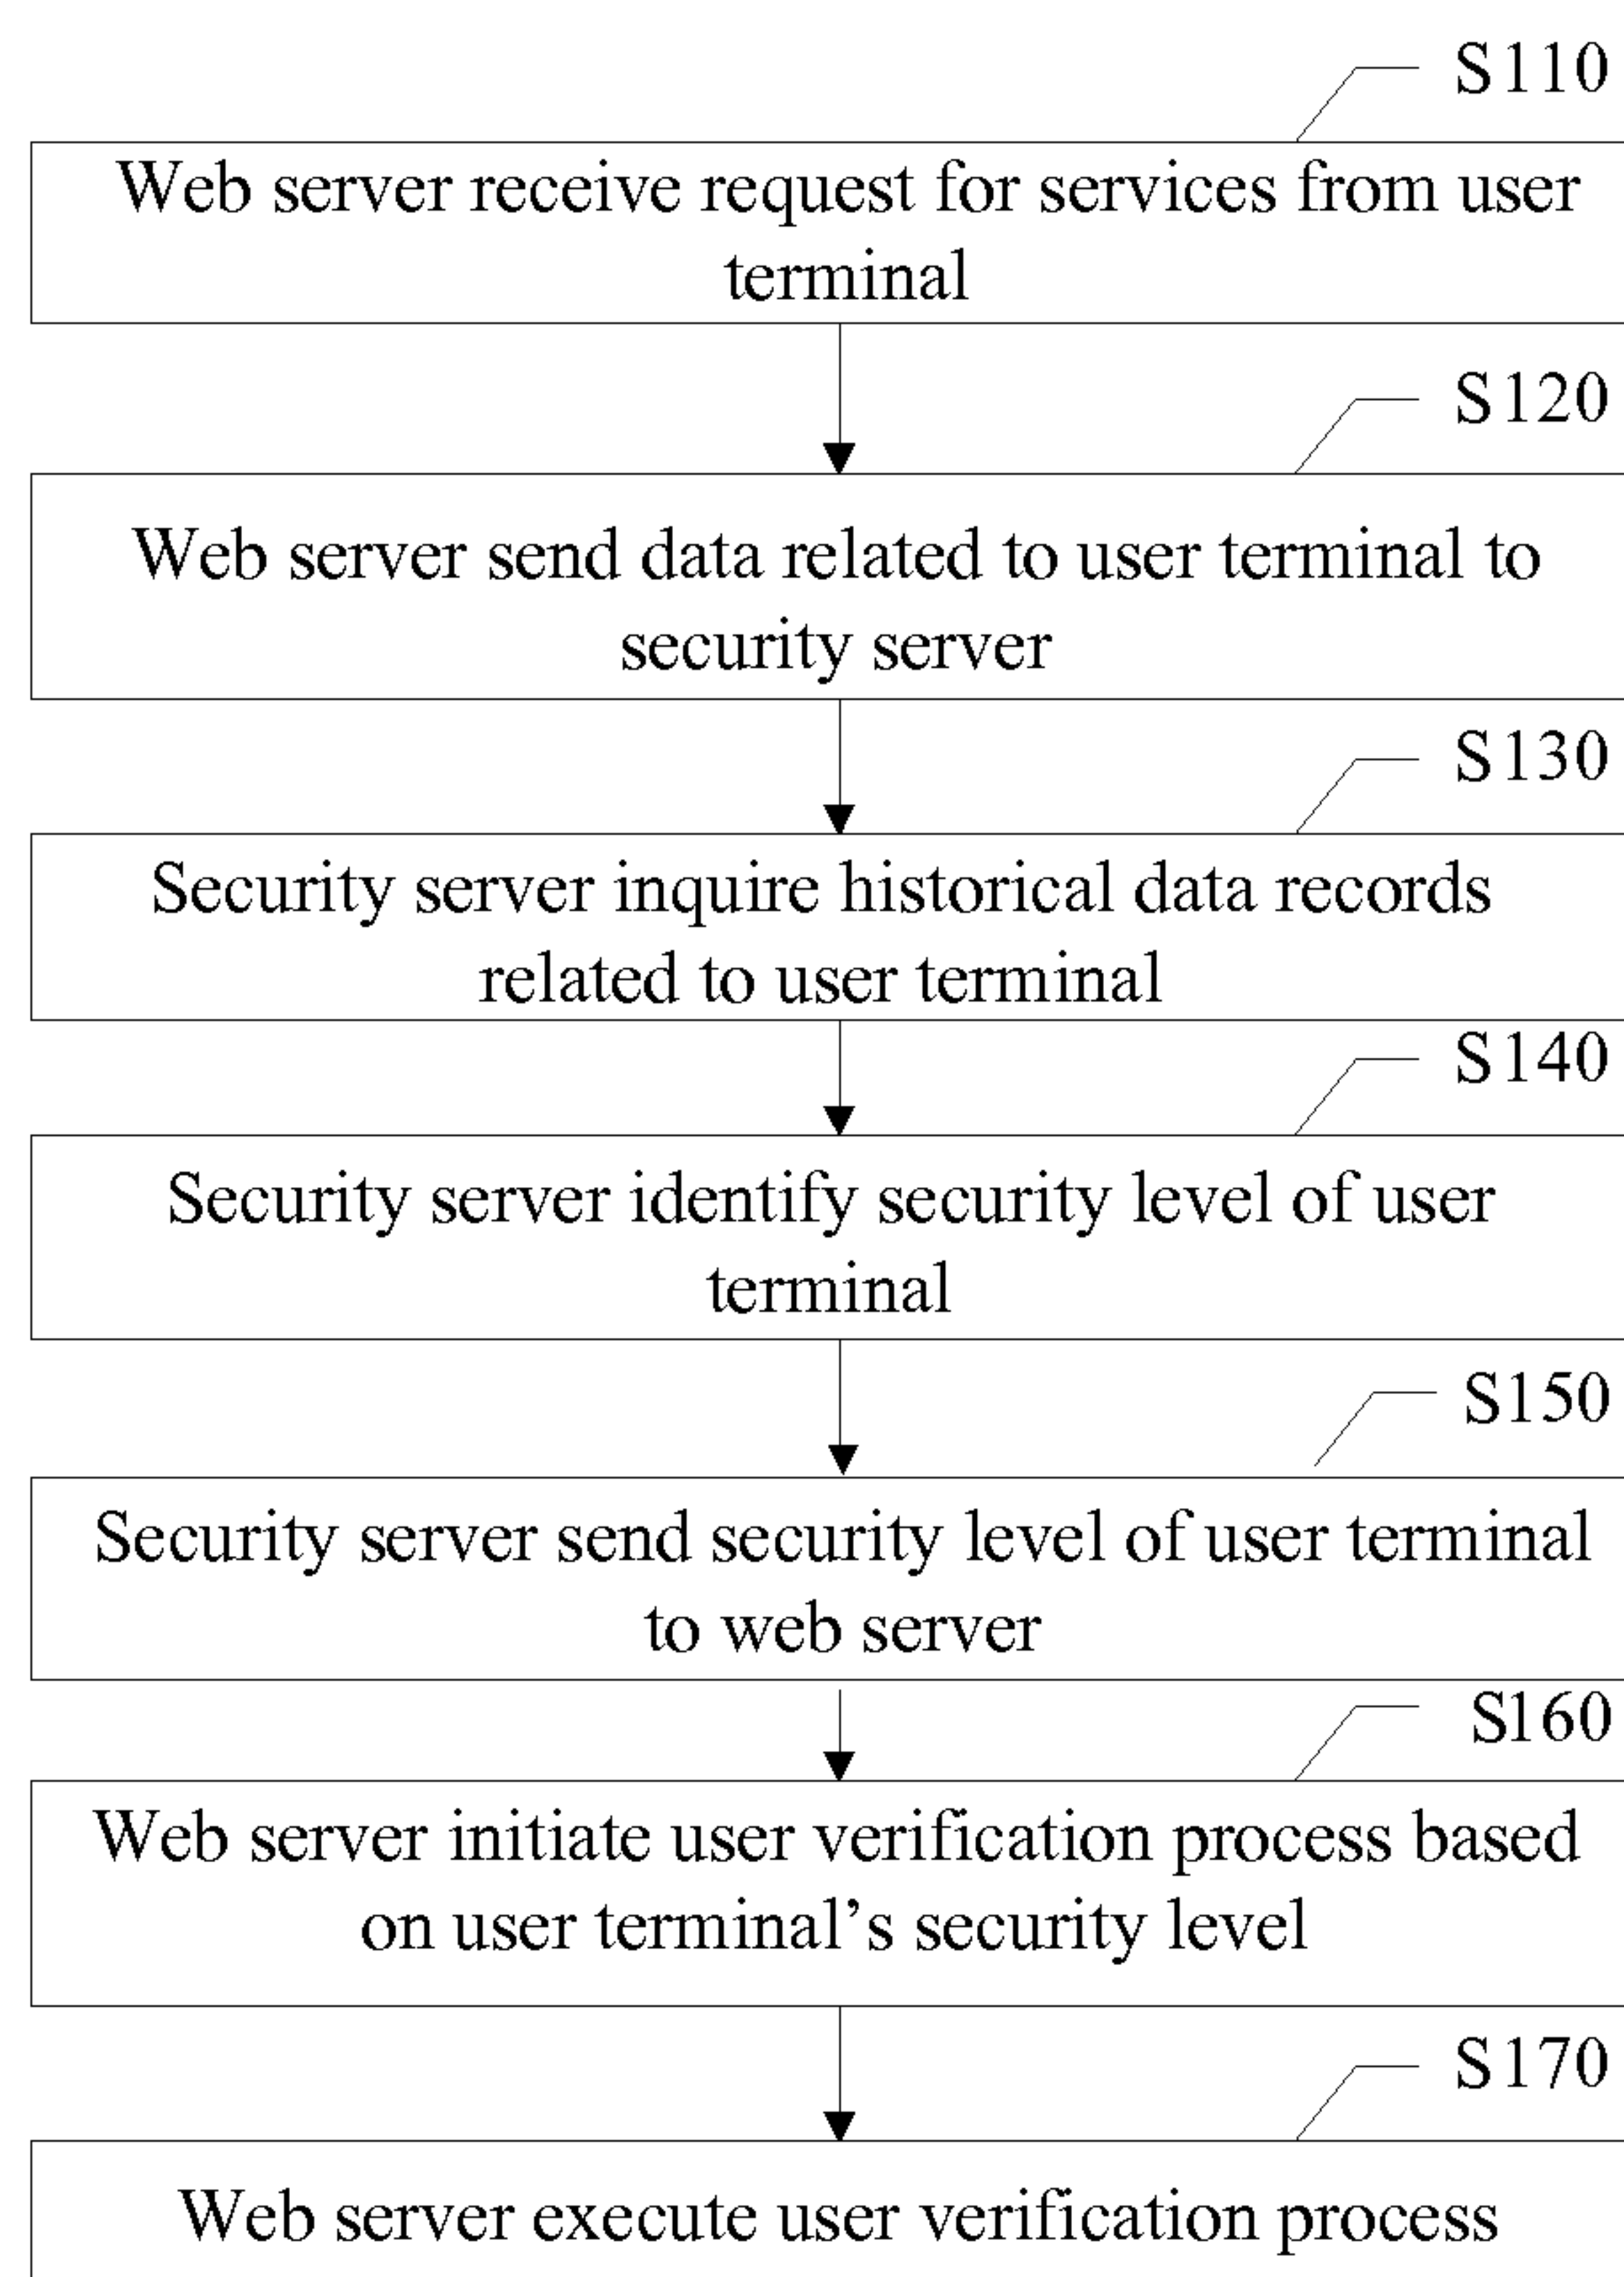 S110
Web server receive request for services from user
terminal
S120
Web server send data related to user terminal to
security server
S130
Security server inquire historical data records
related to user terminal
S140
Security server identify security level of user
terminal
S150
Security server send security level of user terminal
to web server
S160
Web server initiate user verification process based
on user terminal’s security level
S170
Web server execute user verification process